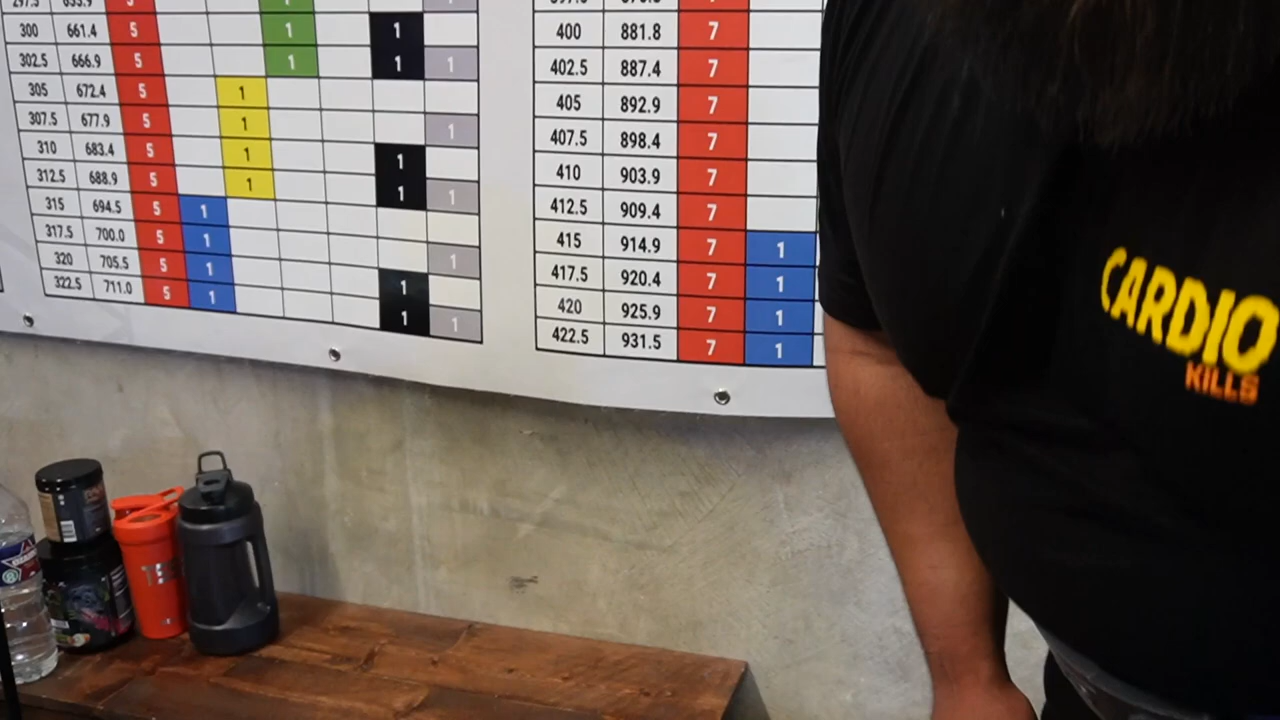 300 661.4 5 1 1
302.5 666.9 5 1 1 1
305 672.4 5 1
307.5 677.9 5 1 1
310 683.4 5 1 1
312.5 688.9 5 1 1 1
315 694.5 5 1
317.5 700.0 5 1 1
320 705.5 5 1 1
322.5 711.0 5 1 1 1
400 881.8 7
402.5 887.4 7
405 892.9 7
407.5 898.4 7
410 903.9 7
412.5 909.4 7
415 914.9 7 1
417.5 920.4 7 1
420 925.9 7 1
422.5 931.5 7 1
CARDIO
KILLS